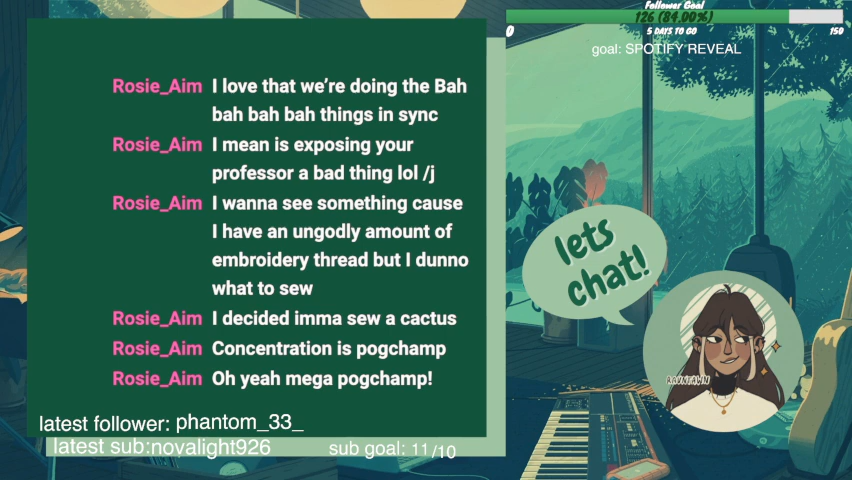 Follower Goal
126 (84.00%)
0 5 DAYS TO GO 150
goal: SPOTIFY REVEAL
Rosie_Aim I love that we're doing the Bah
bah bah bah things in sync
Rosie_Aim I mean is exposing your
professor a bad thing lol /j
Rosie_Aim I wanna see something cause
I have an ungodly amount of
embroidery thread but I dunno
what to sew
Rosie_Aim I decided imma sew a cactus
Rosie_Aim Concentration is pogchamp
Rosie_Aim Oh yeah mega pogchamp!
lets
chat!
latest follower: phantom_33_
latest sub:novalight926
sub goal: 11/10